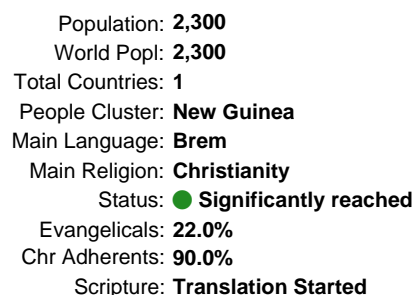 Population: 2,300
World Popl: 2,300
Total Countries: 1
People Cluster: New Guinea
Main Language: Brem
Main Religion: Christianity
Status: Significantly reached
Evangelicals: 22.0%
Chr Adherents: 90.0%
Scripture: Translation Started